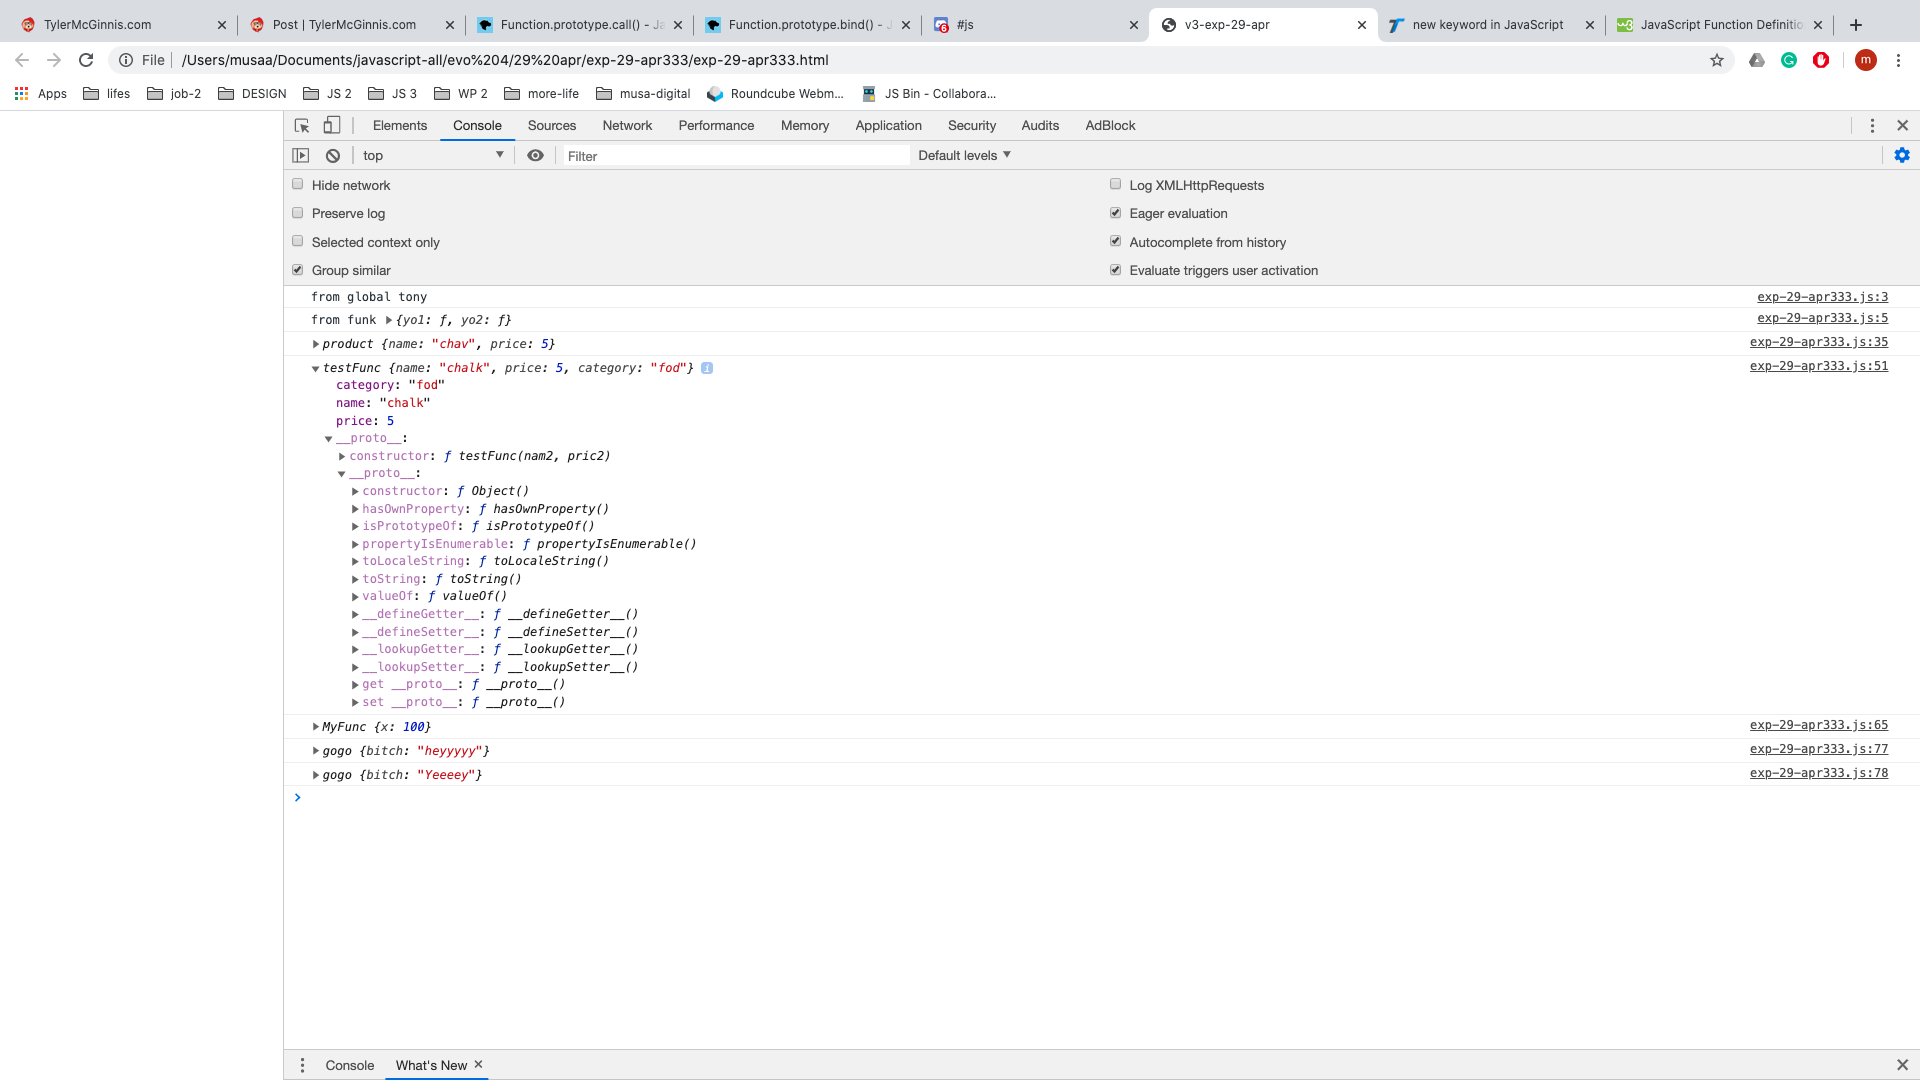 TylerMcGinnis.com
Post | TylerMcGinnis.com
Function.prototype.call() - Ja
Function.prototype.bind() - J
#js
v3-exp-29-apr
new keyword in JavaScript
JavaScript Function Definitio
File /Users/musaa/Documents/javascript-all/evo%204/29%20apr/exp-29-apr333/exp-29-apr333.html
m
Apps lifes job-2 DESIGN JS 2 JS 3 WP 2 more-life musa-digital Roundcube Webm... JS Bin - Collabora...
Elements Console Sources Network Performance Memory Application Security Audits AdBlock
top Filter Default levels
Hide network Log XMLHttpRequests
Preserve log Eager evaluation
Selected context only Autocomplete from history
Group similar Evaluate triggers user activation
from global tony exp-29-apr333.js:3
from funk {yo1: ƒ, yo2: ƒ} exp-29-apr333.js:5
product {name: "chav", price: 5} exp-29-apr333.js:35
testFunc {name: "chalk", price: 5, category: "fod"} exp-29-apr333.js:51
category: "fod"
name: "chalk"
price: 5
__proto__:
constructor: ƒ testFunc(nam2, pric2)
__proto__:
constructor: ƒ Object()
hasOwnProperty: ƒ hasOwnProperty()
isPrototypeOf: ƒ isPrototypeOf()
propertyIsEnumerable: ƒ propertyIsEnumerable()
toLocaleString: ƒ toLocaleString()
toString: ƒ toString()
valueOf: ƒ valueOf()
__defineGetter__: ƒ __defineGetter__()
__defineSetter__: ƒ __defineSetter__()
__lookupGetter__: ƒ __lookupGetter__()
__lookupSetter__: ƒ __lookupSetter__()
get __proto__: ƒ __proto__()
set __proto__: ƒ __proto__()
MyFunc {x: 100} exp-29-apr333.js:65
gogo {bitch: "heyyyyy"} exp-29-apr333.js:77
gogo {bitch: "Yeeeey"} exp-29-apr333.js:78
Console What's New